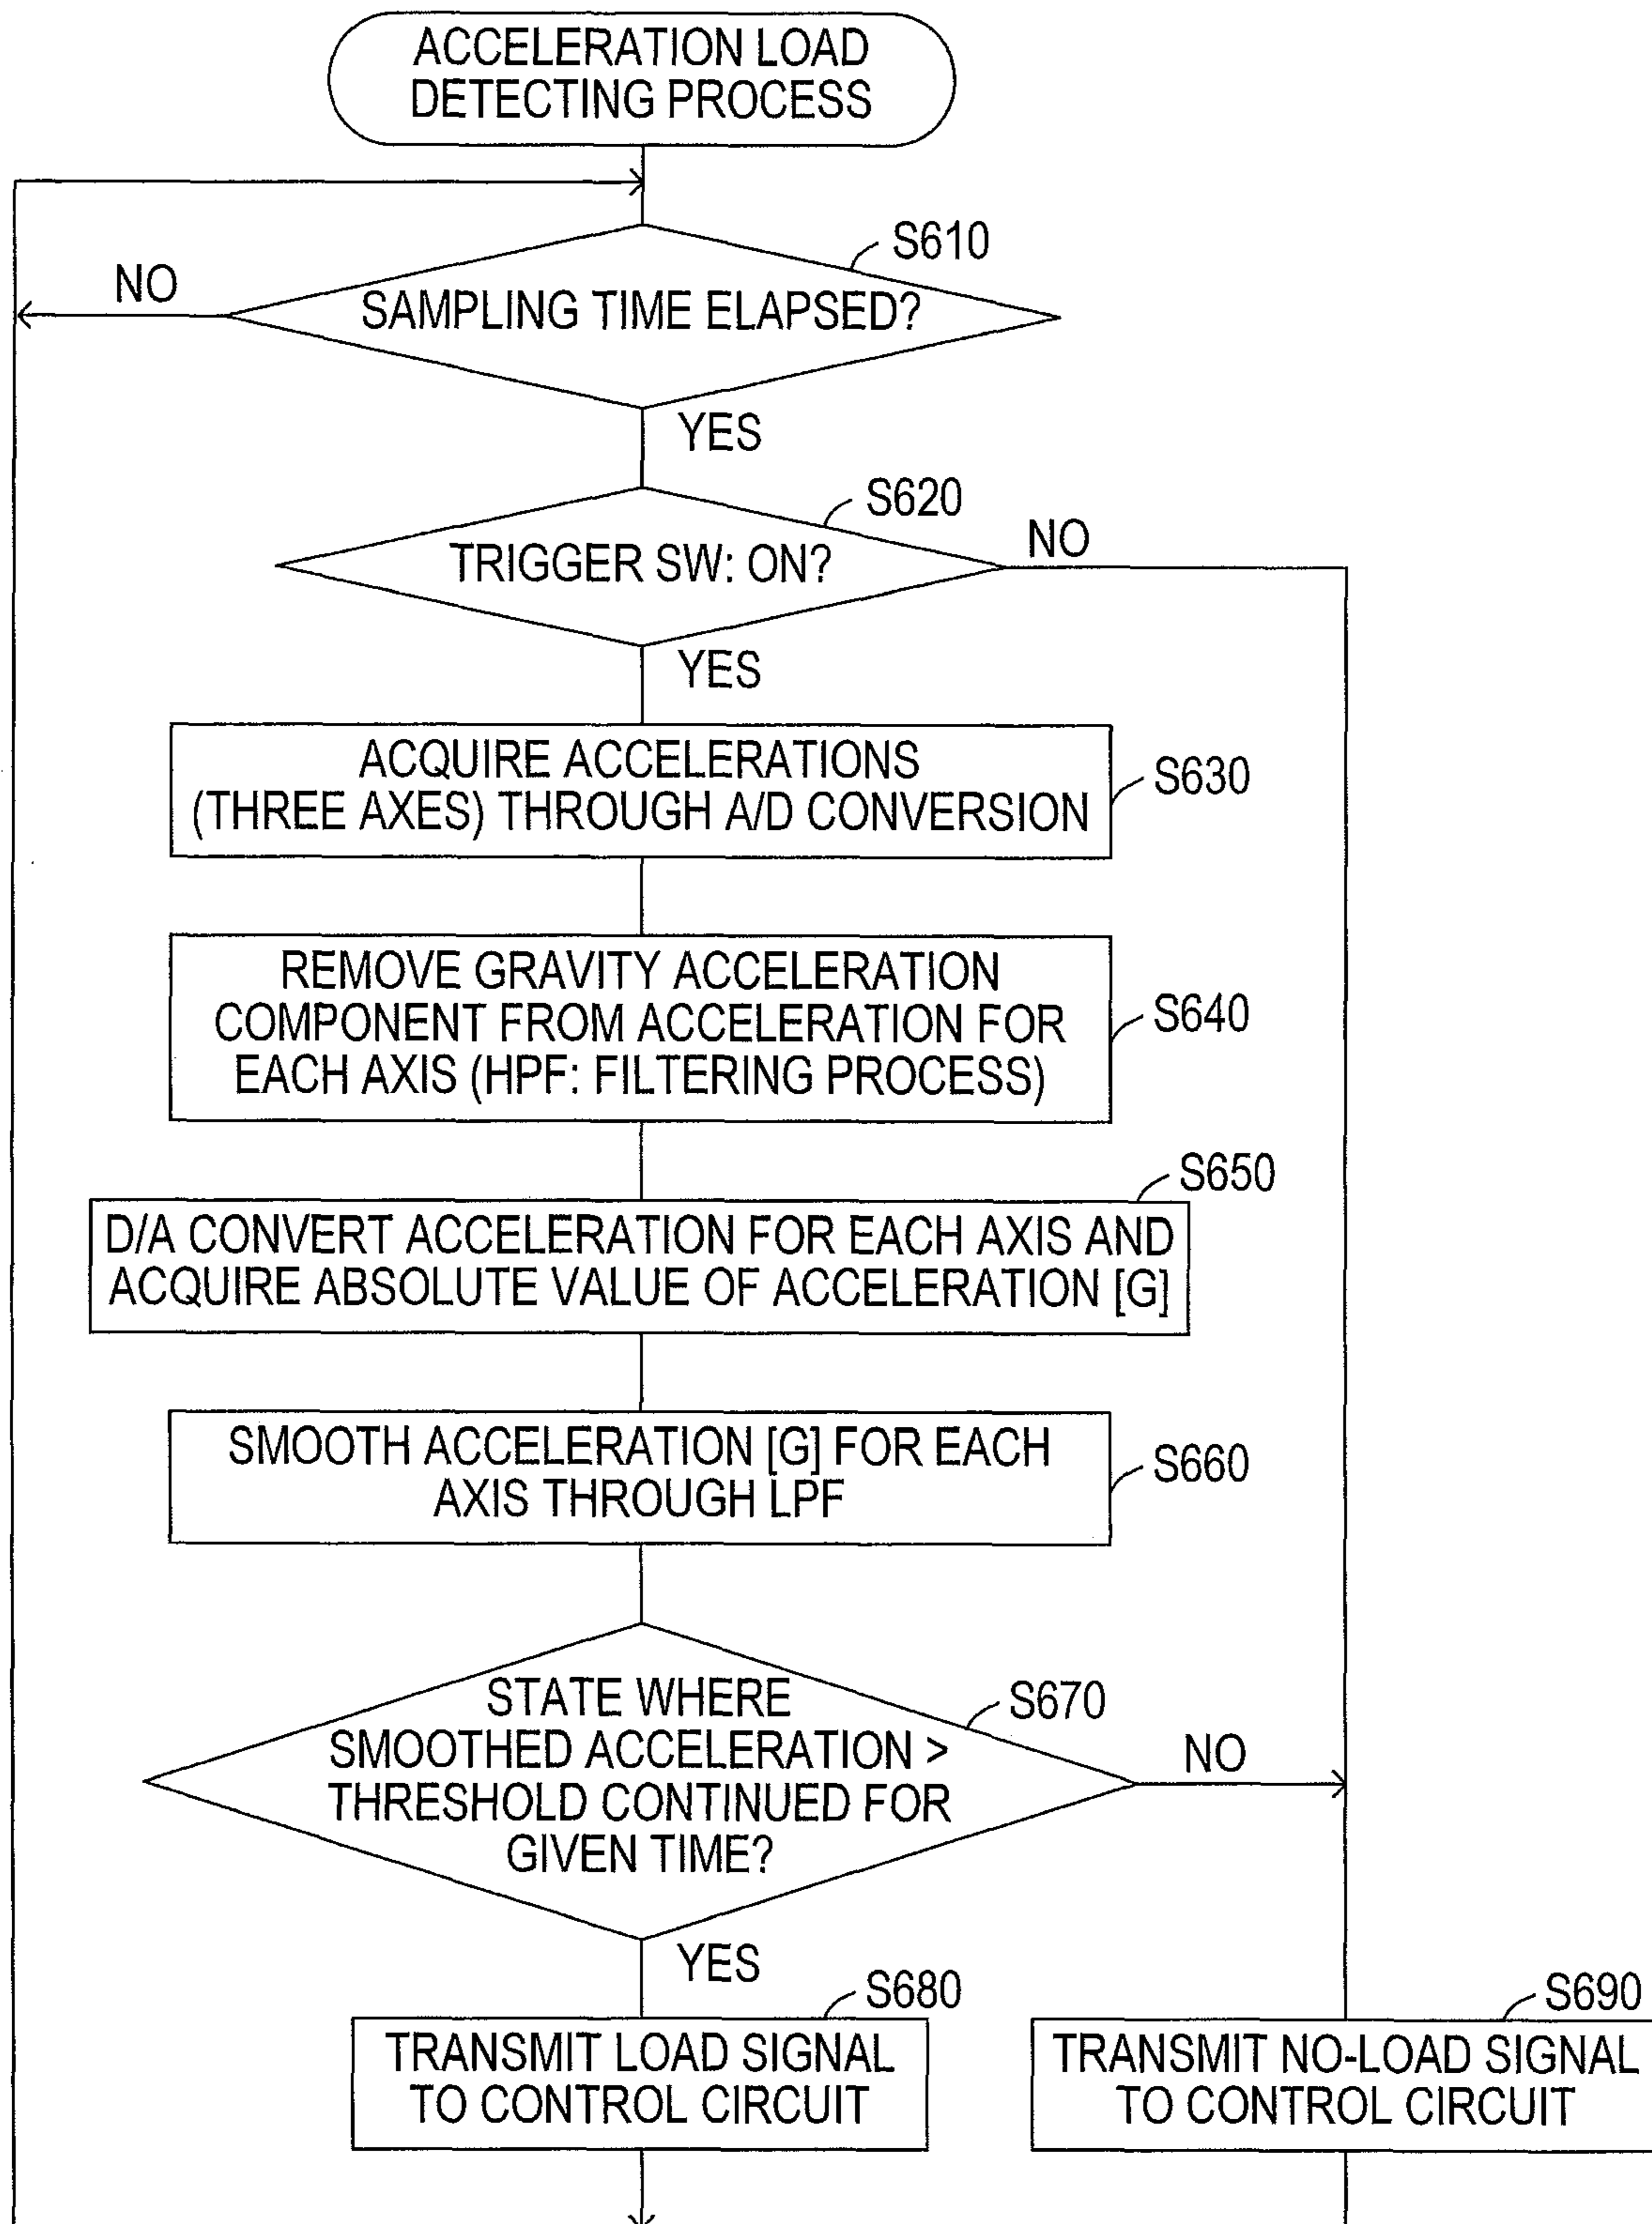 ACCELERATION LOAD
DETECTING PROCESS
S610
NO
SAMPLING TIME ELAPSED?
YES
S620
NO
TRIGGER SW: ON?
YES
ACQUIRE ACCELERATIONS
(THREE AXES) THROUGH A/D CONVERSION
S630
REMOVE GRAVITY ACCELERATION
COMPONENT FROM ACCELERATION FOR
EACH AXIS (HPF: FILTERING PROCESS)
S640
S650
D/A CONVERT ACCELERATION FOR EACH AXIS AND
ACQUIRE ABSOLUTE VALUE OF ACCELERATION [G]
SMOOTH ACCELERATION [G] FOR EACH
AXIS THROUGH LPF
S660
STATE WHERE
SMOOTHED ACCELERATION >
THRESHOLD CONTINUED FOR
GIVEN TIME?
S670
NO
YES
S680
TRANSMIT LOAD SIGNAL
TO CONTROL CIRCUIT
S690
TRANSMIT NO-LOAD SIGNAL
TO CONTROL CIRCUIT